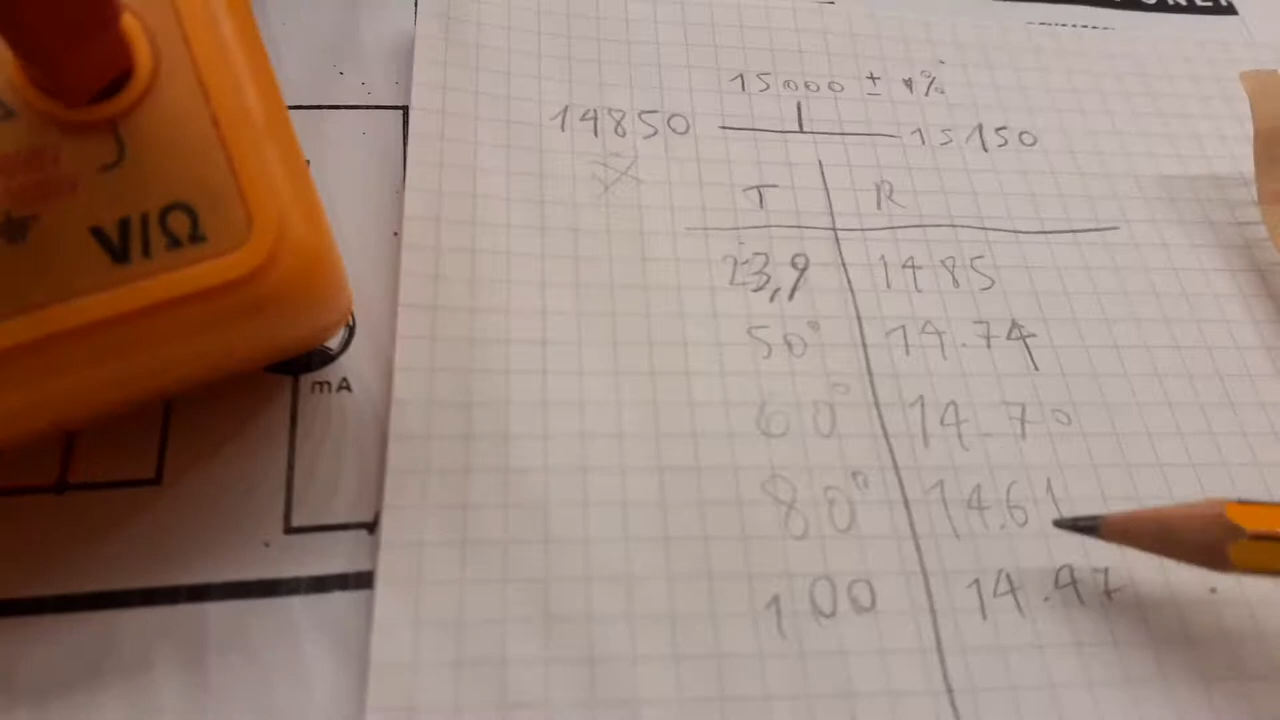 15000 ± 1%
14850 15150
T R
23,9 1485
50° 14.74
60° 14.70
80° 14.61
100 14.47
V/Ω
mA